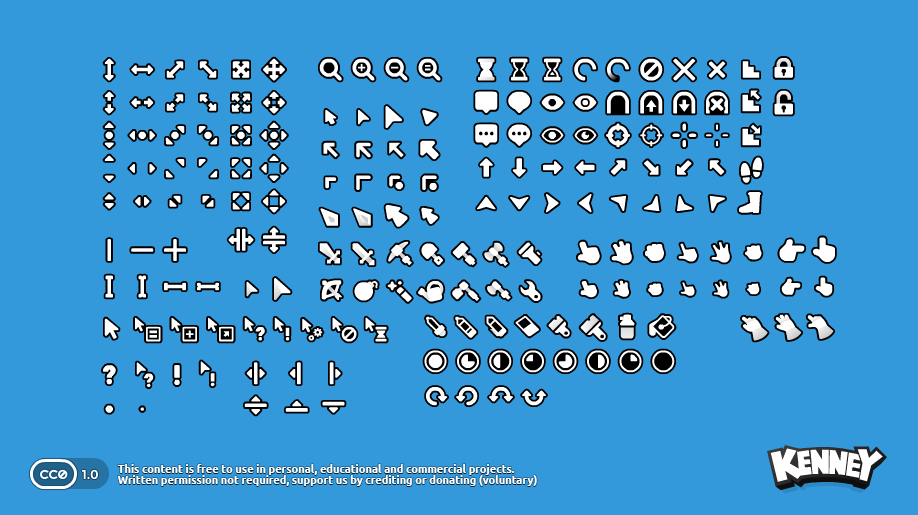 CC0 1.0
This content is free to use in personal, educational and commercial projects.
Written permission not required, support us by crediting or donating (voluntary)
KENNEY